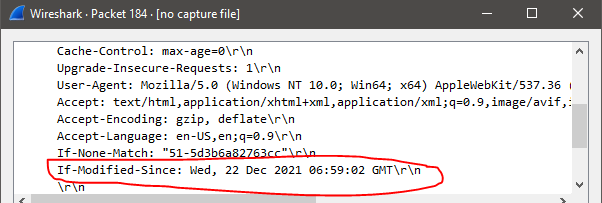 Wireshark · Packet 184 · [no capture file]
Cache-Control: max-age=0\r\n
Upgrade-Insecure-Requests: 1\r\n
User-Agent: Mozilla/5.0 (Windows NT 10.0; Win64; x64) AppleWebKit/537.36 (
Accept: text/html,application/xhtml+xml,application/xml;q=0.9,image/avif,
Accept-Encoding: gzip, deflate\r\n
Accept-Language: en-US,en;q=0.9\r\n
If-None-Match: "51-5d3b6a82763cc"\r\n
If-Modified-Since: Wed, 22 Dec 2021 06:59:02 GMT\r\n
\r\n